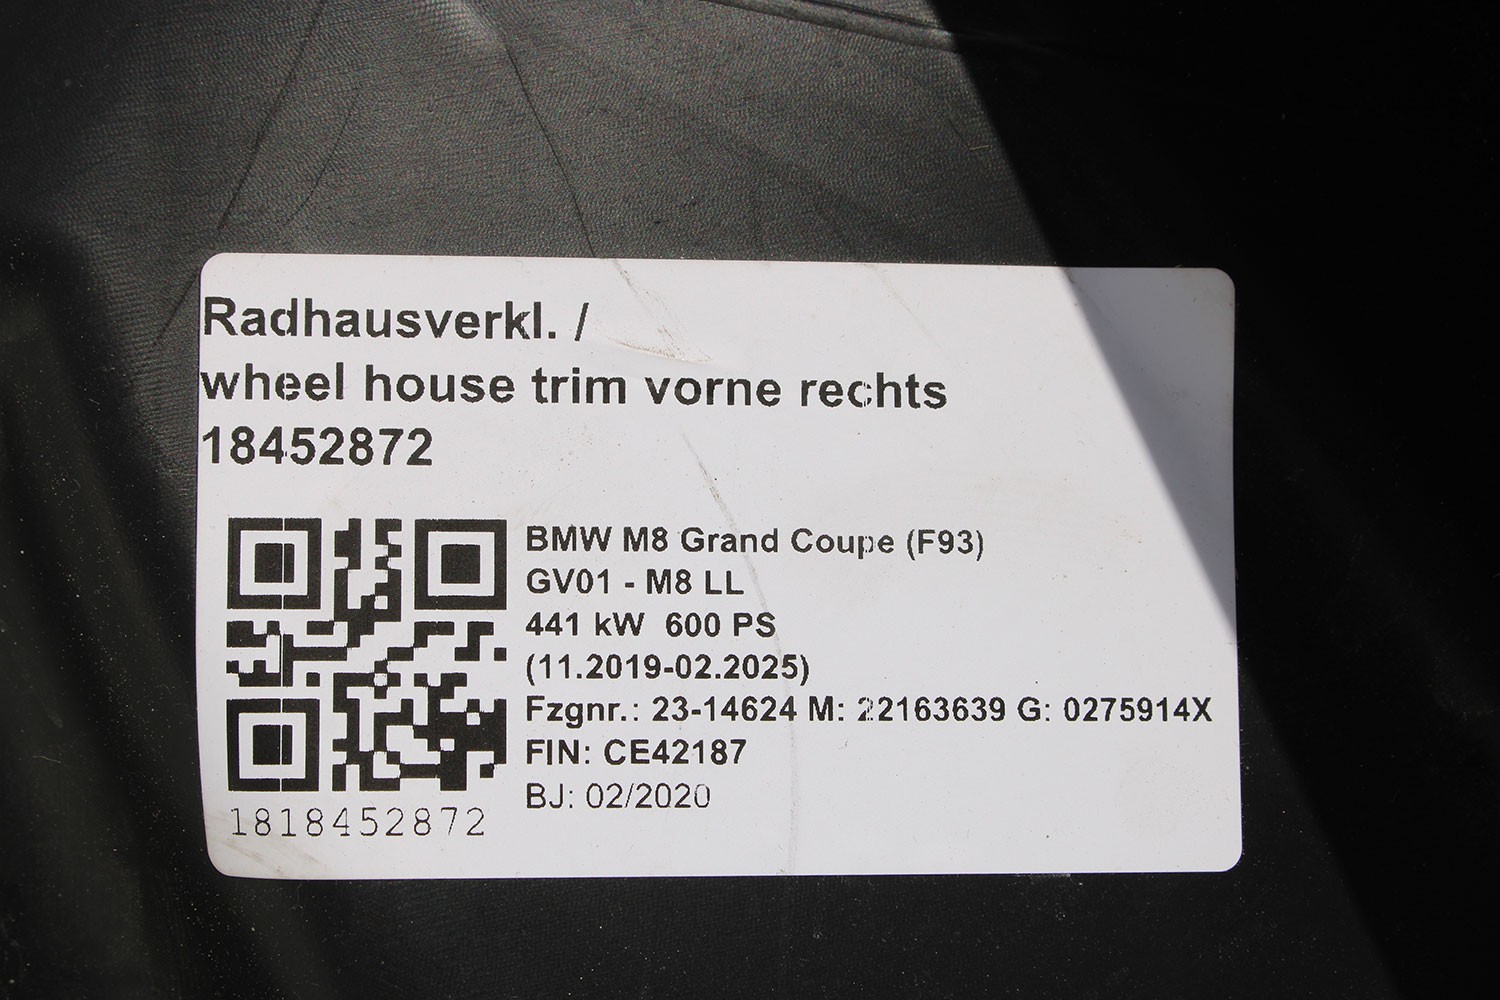 Radhausverkl. /
wheel house trim vorne rechts
18452872
BMW M8 Grand Coupe (F93)
GV01 - M8 LL
441 kW 600 PS
(11.2019-02.2025)
Fzgnr.: 23-14624 M: 22163639 G: 0275914X
FIN: CE42187
BJ: 02/2020
1818452872